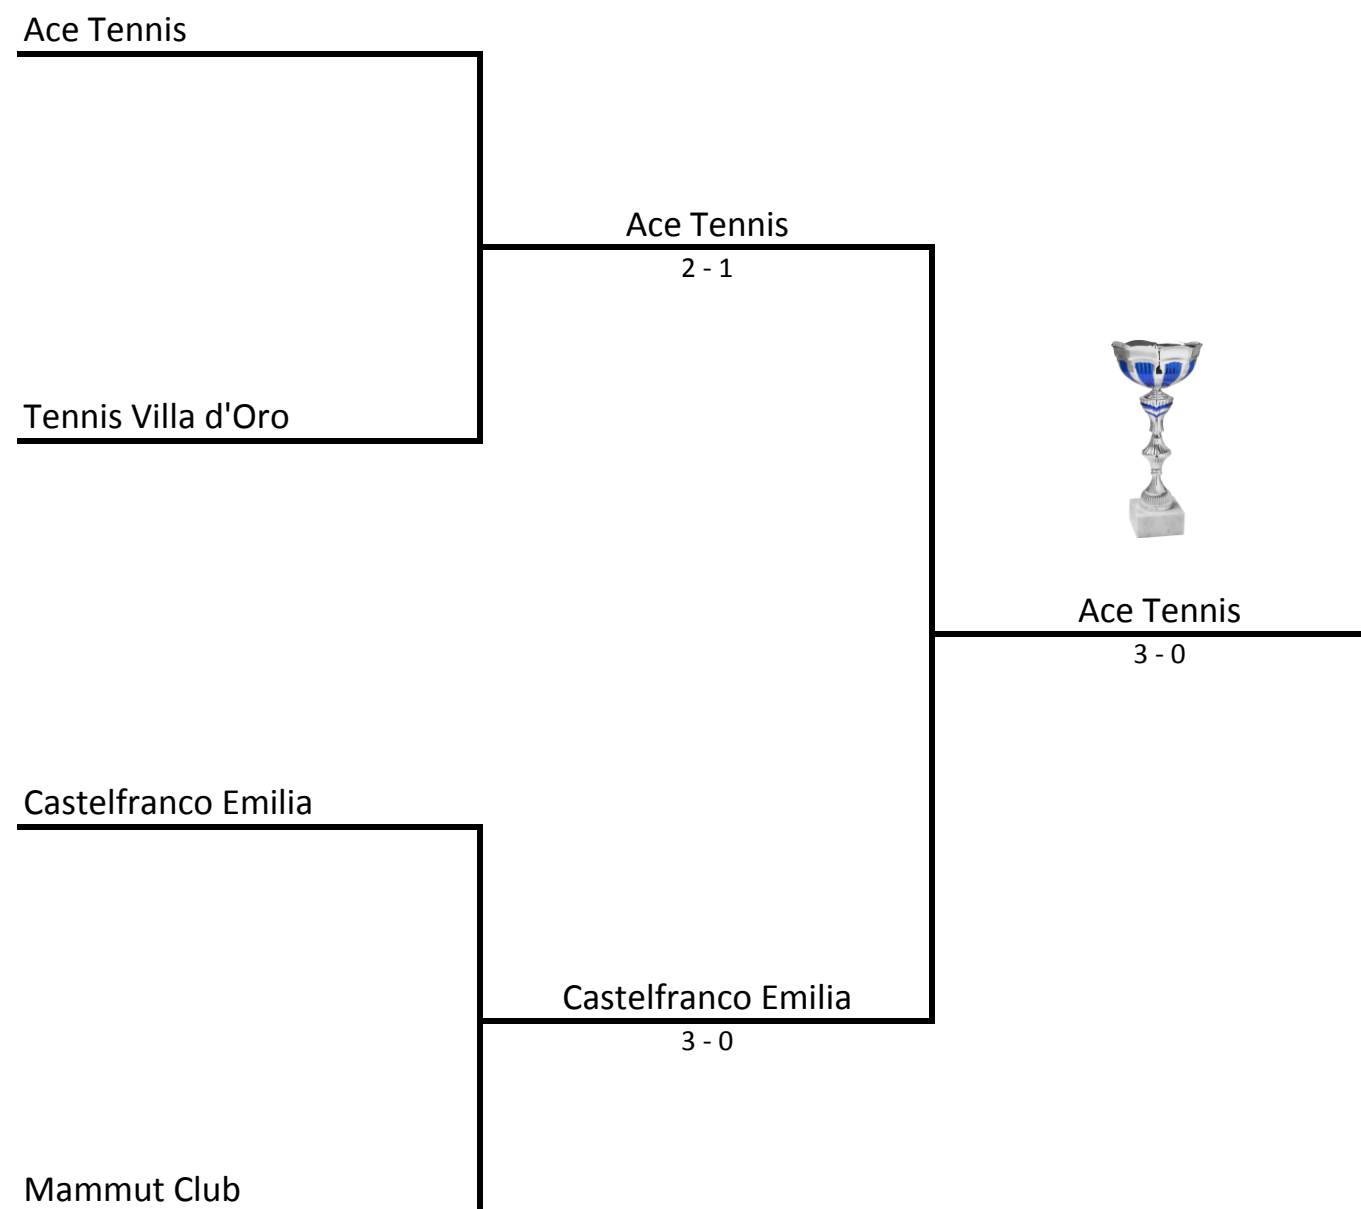 Ace Tennis
Ace Tennis
2 - 1
Tennis Villa d'Oro
Ace Tennis
3 - 0
Castelfranco Emilia
Castelfranco Emilia
3 - 0
Mammut Club